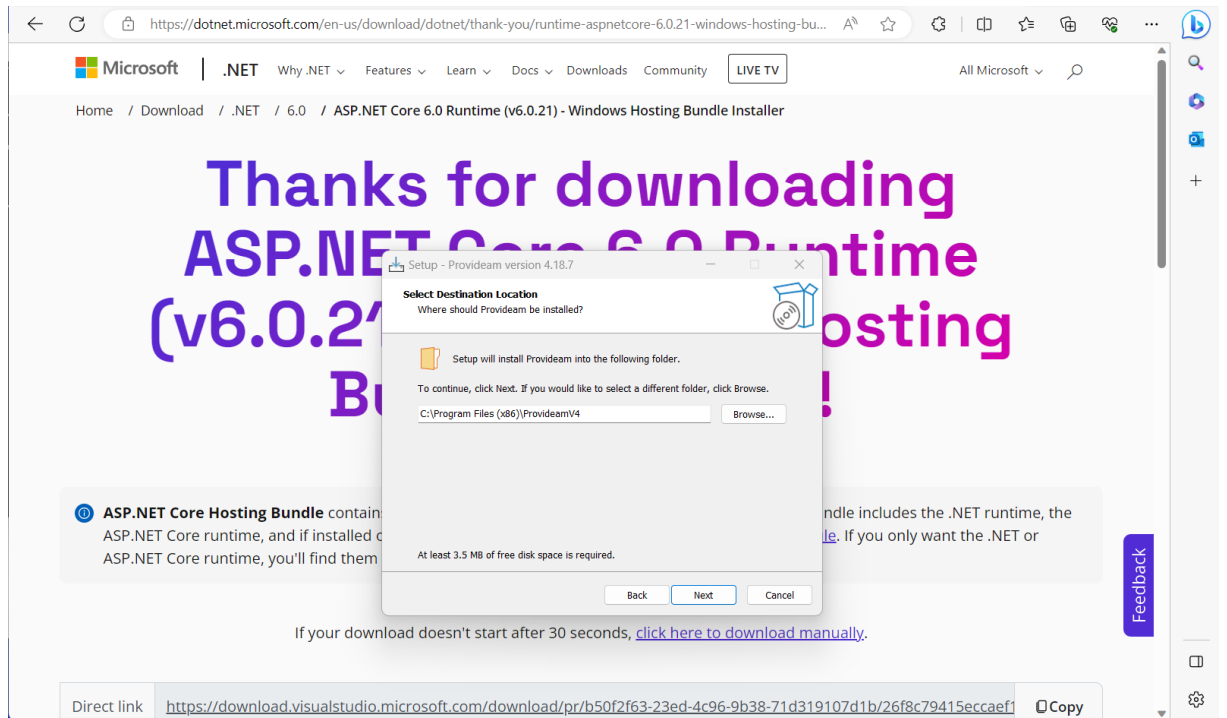 https://dotnet.microsoft.com/en-us/download/dotnet/thank-you/runtime-aspnetcore-6.0.21-windows-hosting-bu...
Microsoft
.NET Why .NET Features Learn Docs Downloads Community LIVE TV All Microsoft
Home / Download / .NET / 6.0 / ASP.NET Core 6.0 Runtime (v6.0.21) - Windows Hosting Bundle Installer
Thanks for downloading
ASP.NET Core 6.0 Runtime
(v6.0.2
osting
Bu
!
Setup - Provideam version 4.18.7
Select Destination Location
Where should Provideam be installed?
Setup will install Provideam into the following folder.
To continue, click Next. If you would like to select a different folder, click Browse.
C:\Program Files (x86)\ProvideamV4
Browse...
At least 3.5 MB of free disk space is required.
Back Next Cancel
ASP.NET Core Hosting Bundle contain
ndle includes the .NET runtime, the
ASP.NET Core runtime, and if installed
le. If you only want the .NET or
ASP.NET Core runtime, you'll find them
Feedback
If your download doesn't start after 30 seconds, click here to download manually.
Direct link https://download.visualstudio.microsoft.com/download/pr/b50f2f63-23ed-4c96-9b38-71d319107d1b/26f8c79415eccaef1 Copy